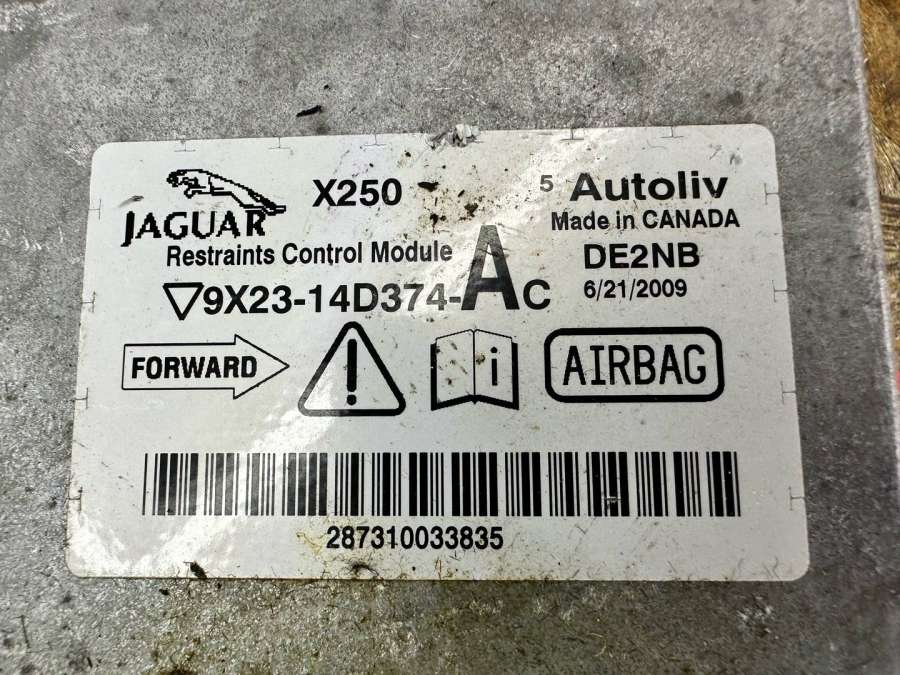 JAGUAR
X250
5 Autoliv
Made in CANADA
Restraints Control Module
DE2NB
9X23-14D374-AC
6/21/2009
FORWARD
! i AIRBAG
287310033835